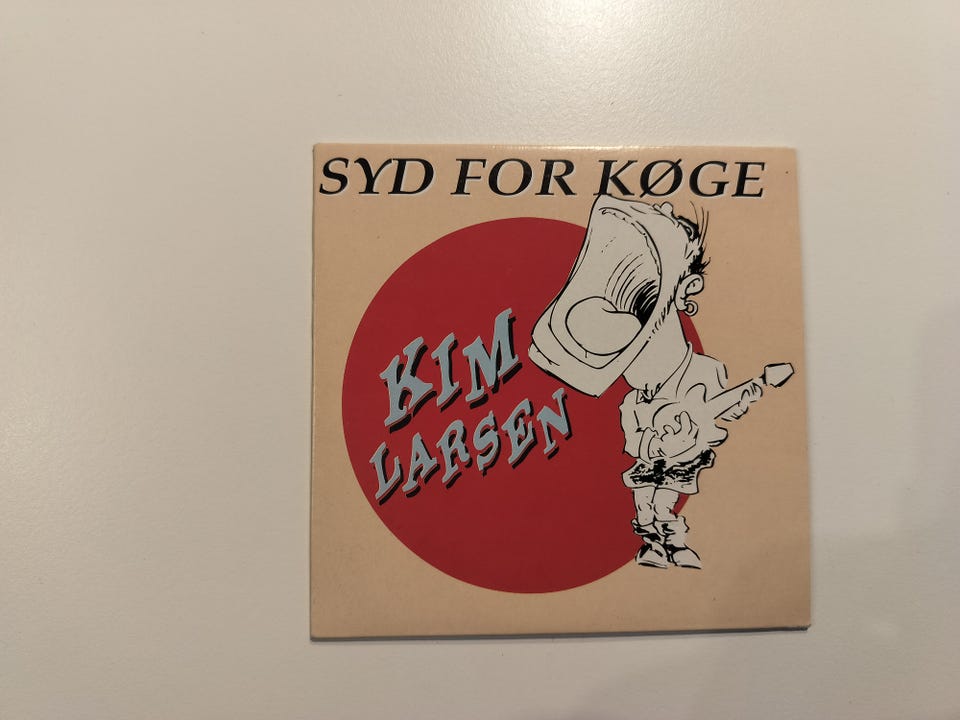 SYD FOR KØGE
KIM
LARSEN